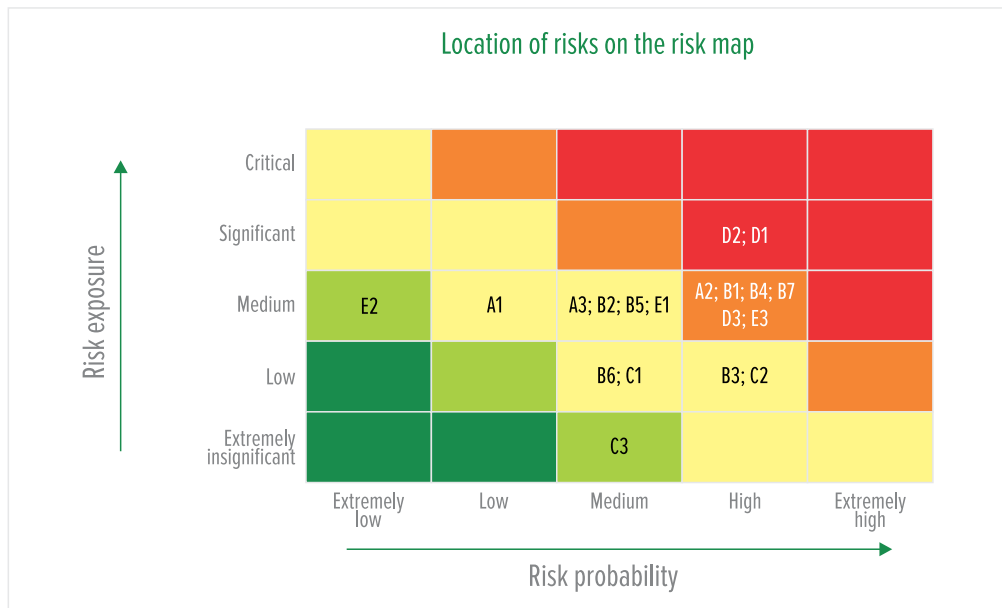 Location of risks on the risk map
Risk exposure
Critical
Significant
D2; D1
Medium
E2
A1
A3; B2; B5; E1
A2; B1; B4; B7
D3; E3
Low
B6; C1
B3; C2
Extremely
insignificant
C3
Extremely
low
Low
Medium
High
Extremely
high
Risk probability